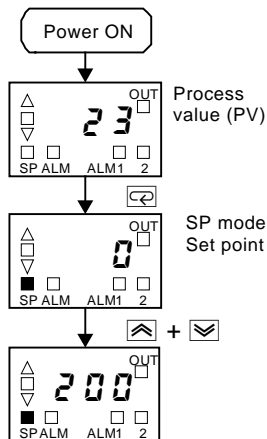 Power ON
OUT
23
SP ALM ALM1 2
Process
value (PV)
OUT
0
SP ALM ALM1 2
SP mode
Set point
+
OUT
200
SP ALM ALM1 2